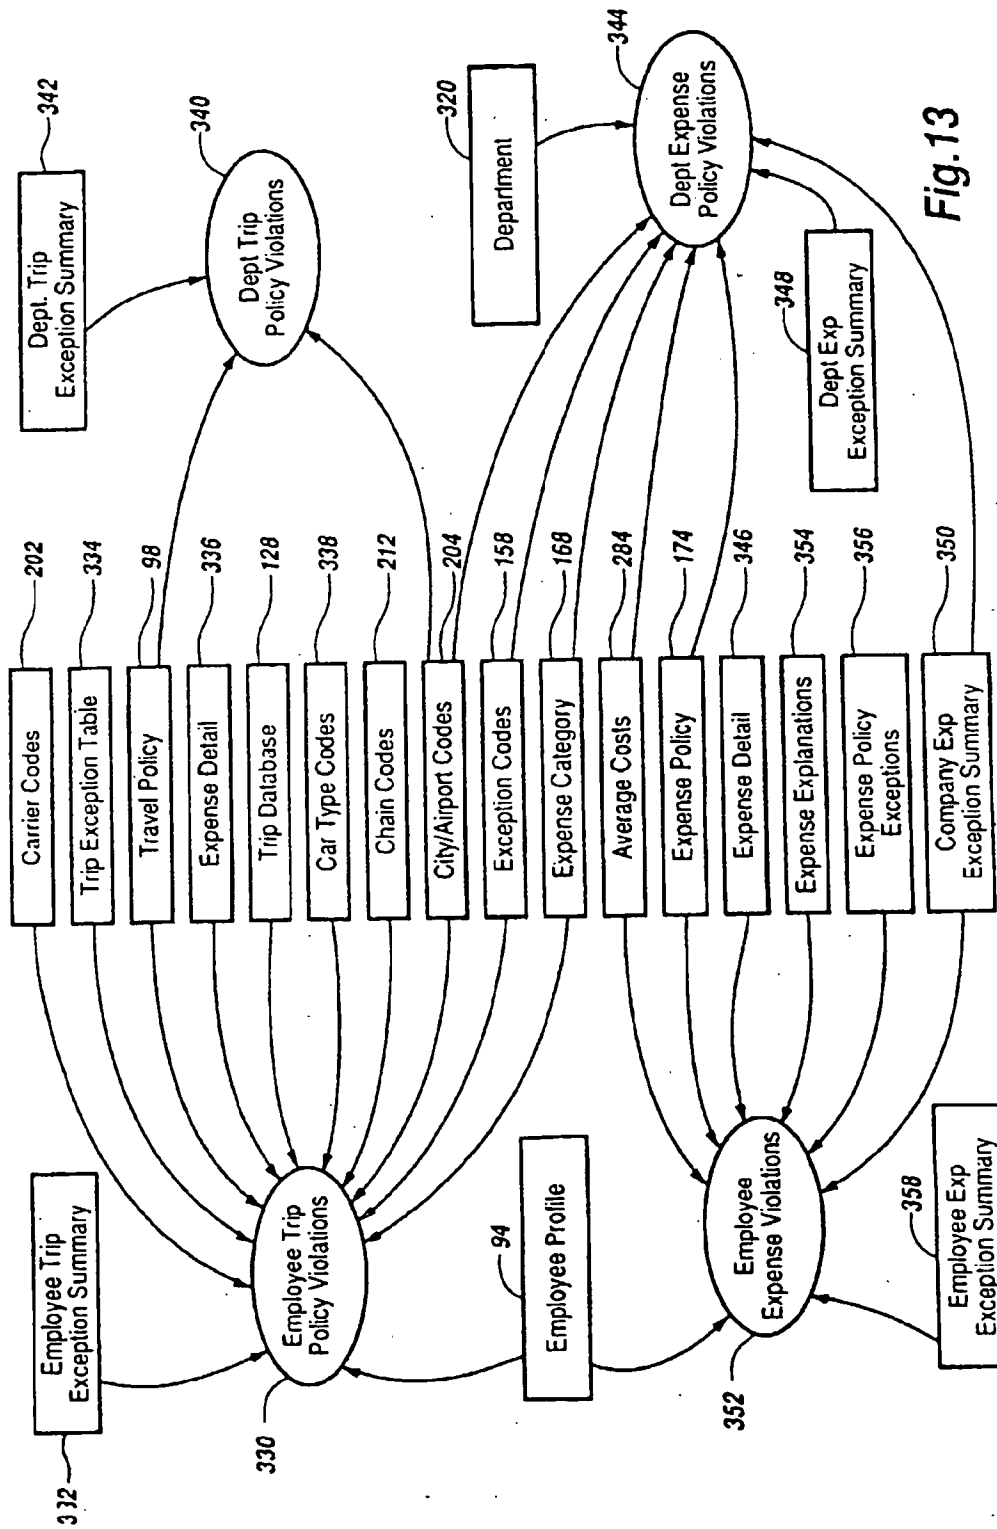 Employee Trip
Exception Summary
332
Employee Trip
Policy Violations
330
Employee Profile
94
Employee
Expense Violations
352
Employee Exp
Exception Summary
358
Carrier Codes
202
Trip Exception Table
334
Travel Policy
98
Expense Detail
336
Trip Database
128
Car Type Codes
338
Chain Codes
212
City/Airport Codes
204
Exception Codes
158
Expense Category
168
Average Costs
284
Expense Policy
174
Expense Detail
346
Expense Explanations
354
Expense Policy
Exceptions
356
Company Exp
Exception Summary
350
Dept. Trip
Exception Summary
342
Dept Trip
Policy Violations
340
Department
320
Dept Expense
Policy Violations
344
Dept Exp
Exception Summary
348
Fig.13